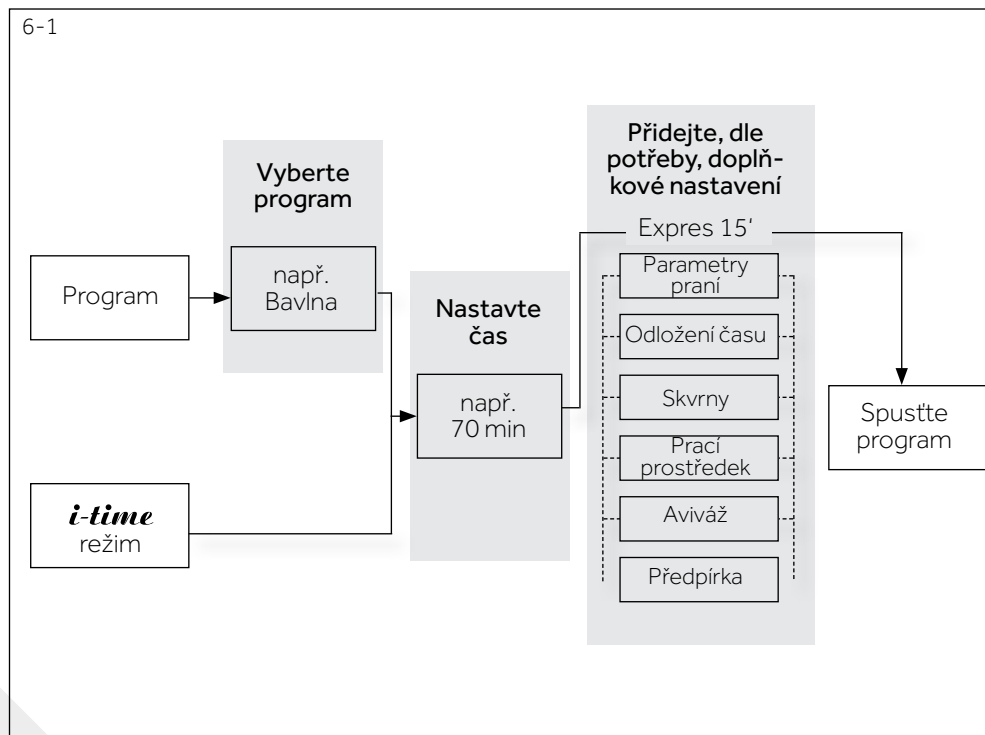 6-1
Vyberte
program
Program
např.
Bavlna
i-time
režim
Nastavte
čas
např.
70 min
Přidejte, dle
potřeby, doplň-
kové nastavení
Expres 15‘
Parametry
praní
Odložení času
Skvrny
Prací
prostředek
Aviváž
Předpírka
Spusťte
program